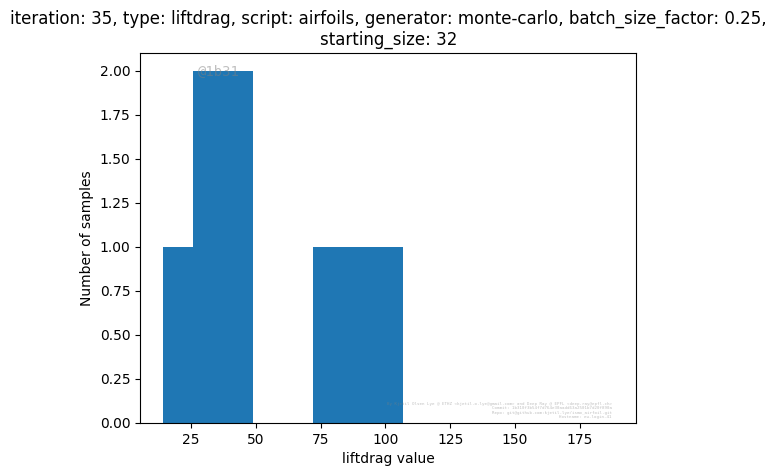 iteration: 35, type: liftdrag, script: airfoils, generator: monte-carlo, batch_size_factor: 0.25,
starting_size: 32
@1b31
2.00
1.75
1.50
1.25
1.00
0.75
0.50
0.25
0.00
Number of samples
25 50 75 100 125 150 175
liftdrag value